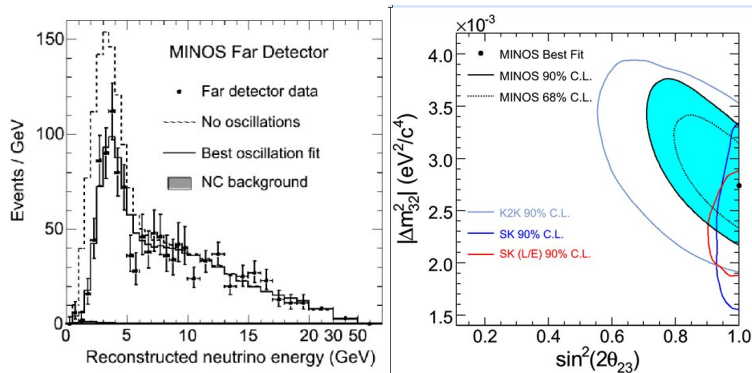 MINOS Far Detector
Far detector data
No oscillations
Best oscillation fit
NC background
Events / GeV
150
100
50
0
0 5 10 15 20 30 50
Reconstructed neutrino energy (GeV)
×10⁻³
MINOS Best Fit
MINOS 90% C.L.
MINOS 68% C.L.
K2K 90% C.L.
SK 90% C.L.
SK (L/E) 90% C.L.
|Δm²₃₂| (eV²/c⁴)
4.0
3.5
3.0
2.5
2.0
1.5
0.2 0.4 0.6 0.8 1.0
sin²(2θ₂₃)